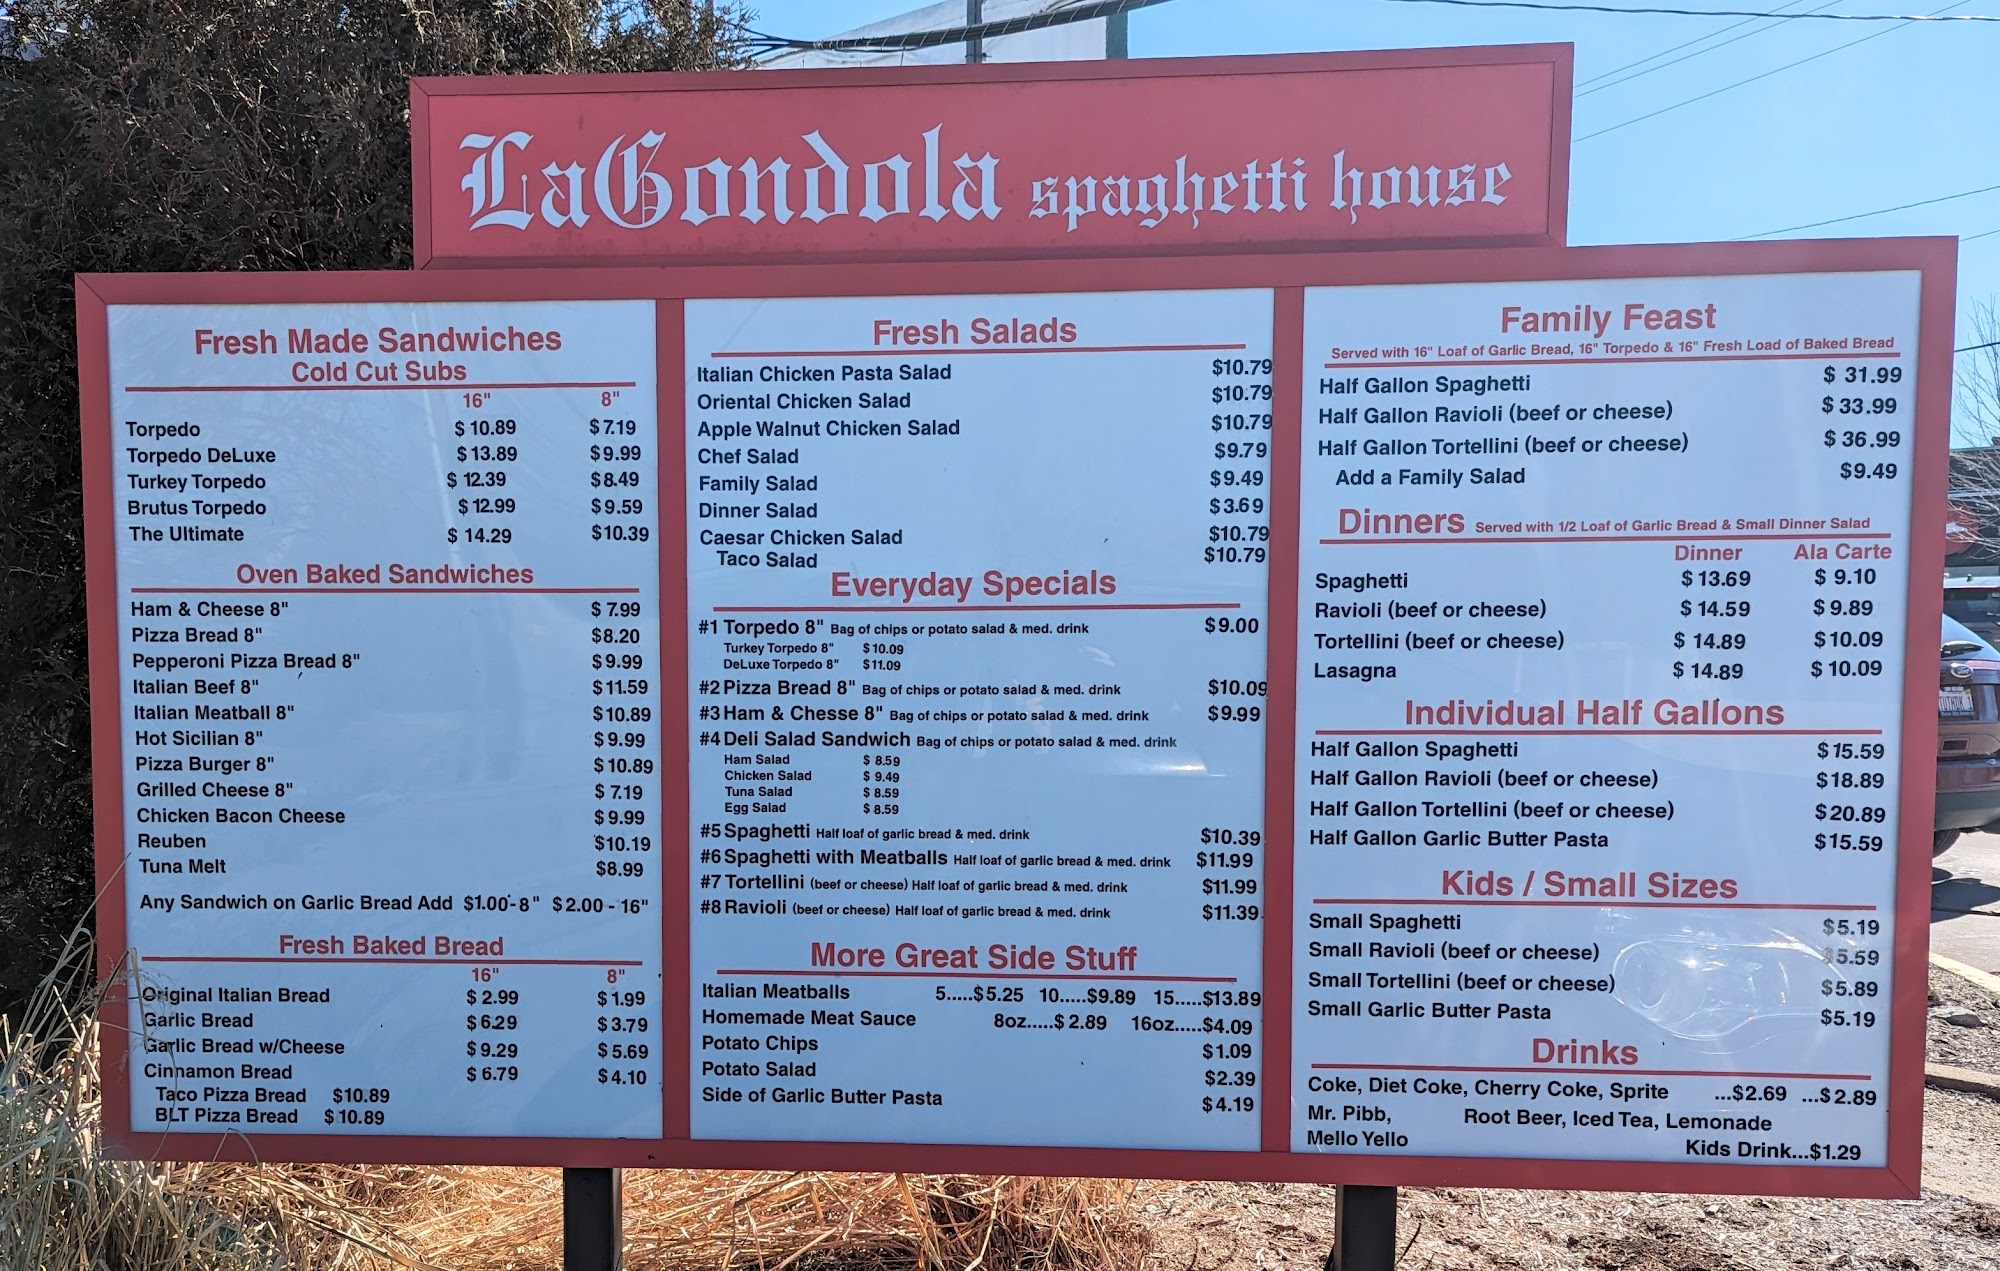 LaGondola spaghetti house
Fresh Made Sandwiches
Cold Cut Subs
16" 8"
Torpedo $10.89 $7.19
Torpedo DeLuxe $13.89 $9.99
Turkey Torpedo $12.39 $8.49
Brutus Torpedo $12.99 $9.59
The Ultimate $14.29 $10.39
Oven Baked Sandwiches
Ham & Cheese 8" $7.99
Pizza Bread 8" $8.20
Pepperoni Pizza Bread 8" $9.99
Italian Beef 8" $11.59
Italian Meatball 8" $10.89
Hot Sicilian 8" $9.99
Pizza Burger 8" $10.89
Grilled Cheese 8" $7.19
Chicken Bacon Cheese $9.99
Reuben $10.19
Tuna Melt $8.99
Any Sandwich on Garlic Bread Add $1.00-8" $2.00-16"
Fresh Baked Bread
16" 8"
Original Italian Bread $2.99 $1.99
Garlic Bread $6.29 $3.79
Garlic Bread w/Cheese $9.29 $5.69
Cinnamon Bread $6.79 $4.10
Taco Pizza Bread $10.89
BLT Pizza Bread $10.89
Fresh Salads
Italian Chicken Pasta Salad $10.79
Oriental Chicken Salad $10.79
Apple Walnut Chicken Salad $10.79
Chef Salad $9.79
Family Salad $9.49
Dinner Salad $3.69
Caesar Chicken Salad $10.79
Taco Salad $10.79
Everyday Specials
#1 Torpedo 8" Bag of chips or potato salad & med. drink $9.00
Turkey Torpedo 8" $10.09
DeLuxe Torpedo 8" $11.09
#2 Pizza Bread 8" Bag of chips or potato salad & med. drink $10.09
#3 Ham & Chesse 8" Bag of chips or potato salad & med. drink $9.99
#4 Deli Salad Sandwich Bag of chips or potato salad & med. drink
Ham Salad $8.59
Chicken Salad $9.49
Tuna Salad $8.59
Egg Salad $8.59
#5 Spaghetti Half loaf of garlic bread & med. drink $10.39
#6 Spaghetti with Meatballs Half loaf of garlic bread & med. drink $11.99
#7 Tortellini (beef or cheese) Half loaf of garlic bread & med. drink $11.99
#8 Ravioli (beef or cheese) Half loaf of garlic bread & med. drink $11.39
More Great Side Stuff
Italian Meatballs 5.....$5.25 10.....$9.89 15.....$13.89
Homemade Meat Sauce 8oz.....$2.89 16oz.....$4.09
Potato Chips $1.09
Potato Salad $2.39
Side of Garlic Butter Pasta $4.19
Family Feast
Served with 16" Loaf of Garlic Bread, 16" Torpedo & 16" Fresh Load of Baked Bread
Half Gallon Spaghetti $31.99
Half Gallon Ravioli (beef or cheese) $33.99
Half Gallon Tortellini (beef or cheese) $36.99
Add a Family Salad $9.49
Dinners Served with 1/2 Loaf of Garlic Bread & Small Dinner Salad
Dinner Ala Carte
Spaghetti $13.69 $9.10
Ravioli (beef or cheese) $14.59 $9.89
Tortellini (beef or cheese) $14.89 $10.09
Lasagna $14.89 $10.09
Individual Half Gallons
Half Gallon Spaghetti $15.59
Half Gallon Ravioli (beef or cheese) $18.89
Half Gallon Tortellini (beef or cheese) $20.89
Half Gallon Garlic Butter Pasta $15.59
Kids / Small Sizes
Small Spaghetti $5.19
Small Ravioli (beef or cheese) $5.59
Small Tortellini (beef or cheese) $5.89
Small Garlic Butter Pasta $5.19
Drinks
Coke, Diet Coke, Cherry Coke, Sprite ...$2.69 ...$2.89
Mr. Pibb, Root Beer, Iced Tea, Lemonade
Mello Yello
Kids Drink...$1.29